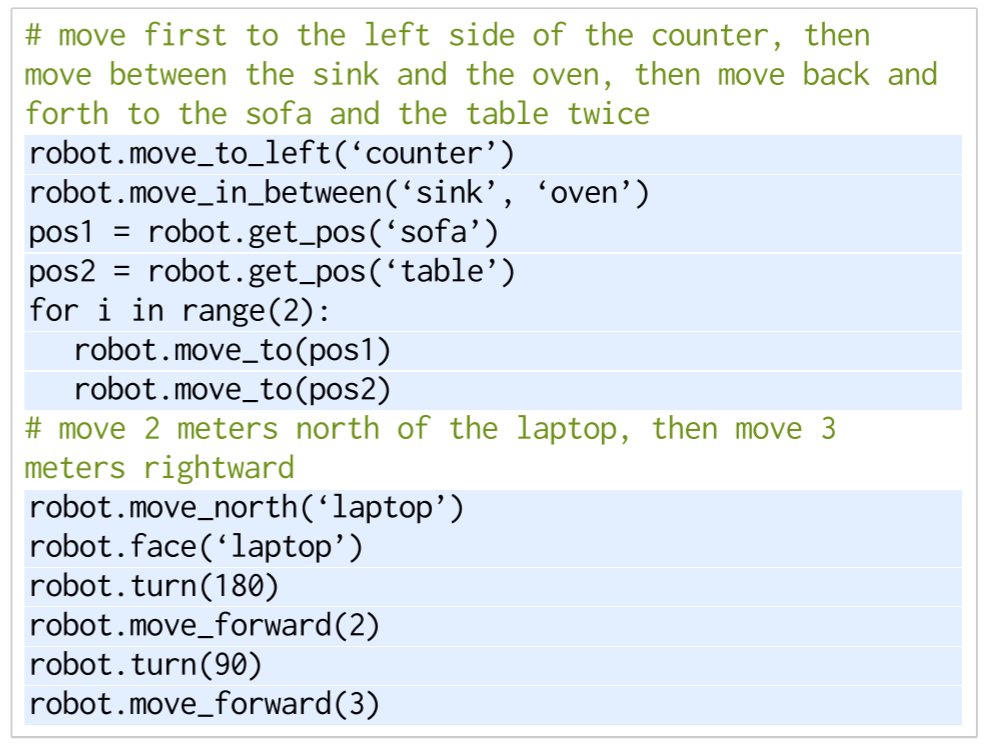 # move first to the left side of the counter, then
move between the sink and the oven, then move back and
forth to the sofa and the table twice
robot.move_to_left(‘counter’)
robot.move_in_between(‘sink’, ‘oven’)
pos1 = robot.get_pos(‘sofa’)
pos2 = robot.get_pos(‘table’)
for i in range(2):
   robot.move_to(pos1)
   robot.move_to(pos2)
# move 2 meters north of the laptop, then move 3
meters rightward
robot.move_north(‘laptop’)
robot.face(‘laptop’)
robot.turn(180)
robot.move_forward(2)
robot.turn(90)
robot.move_forward(3)